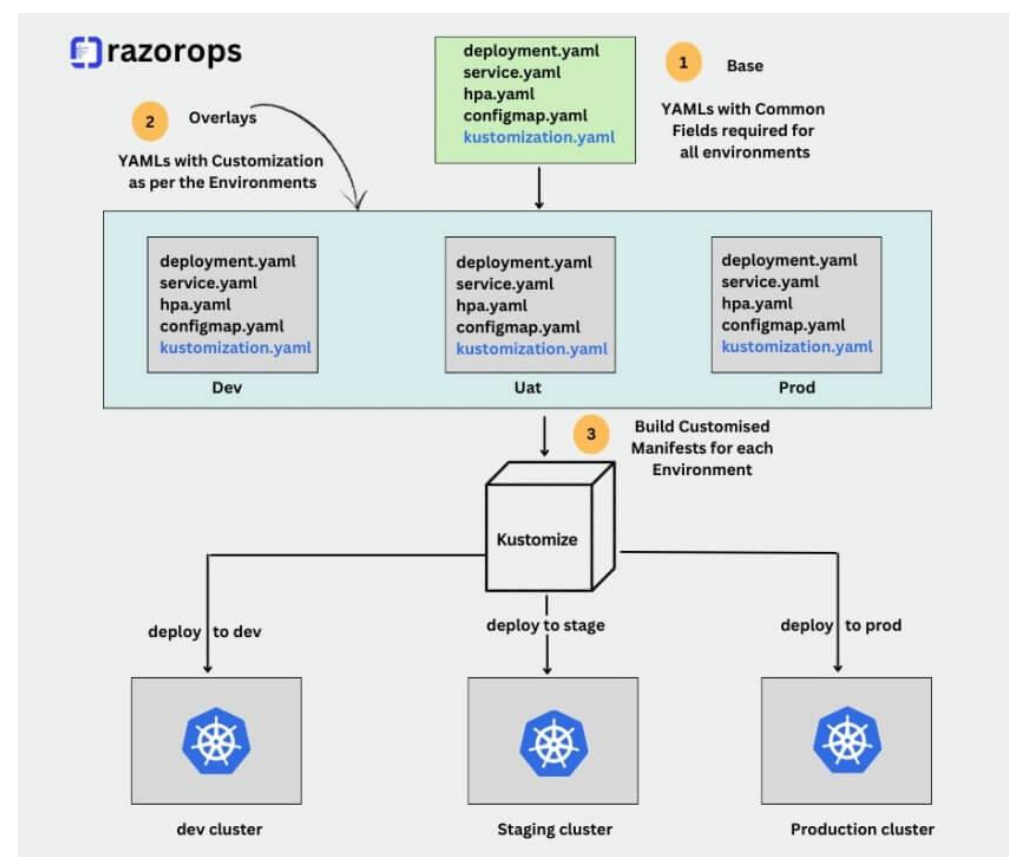 razorops
deployment.yaml
service.yaml
hpa.yaml
configmap.yaml
kustomization.yaml
1
Base
YAMLs with Common
Fields required for
all environments
2
Overlays
YAMLs with Customization
as per the Environments
deployment.yaml
service.yaml
hpa.yaml
configmap.yaml
kustomization.yaml
Dev
deployment.yaml
service.yaml
hpa.yaml
configmap.yaml
kustomization.yaml
Uat
deployment.yaml
service.yaml
hpa.yaml
configmap.yaml
kustomization.yaml
Prod
3
Build Customised
Manifests for each
Environment
Kustomize
deploy to dev
deploy to stage
deploy to prod
dev cluster
Staging cluster
Production cluster